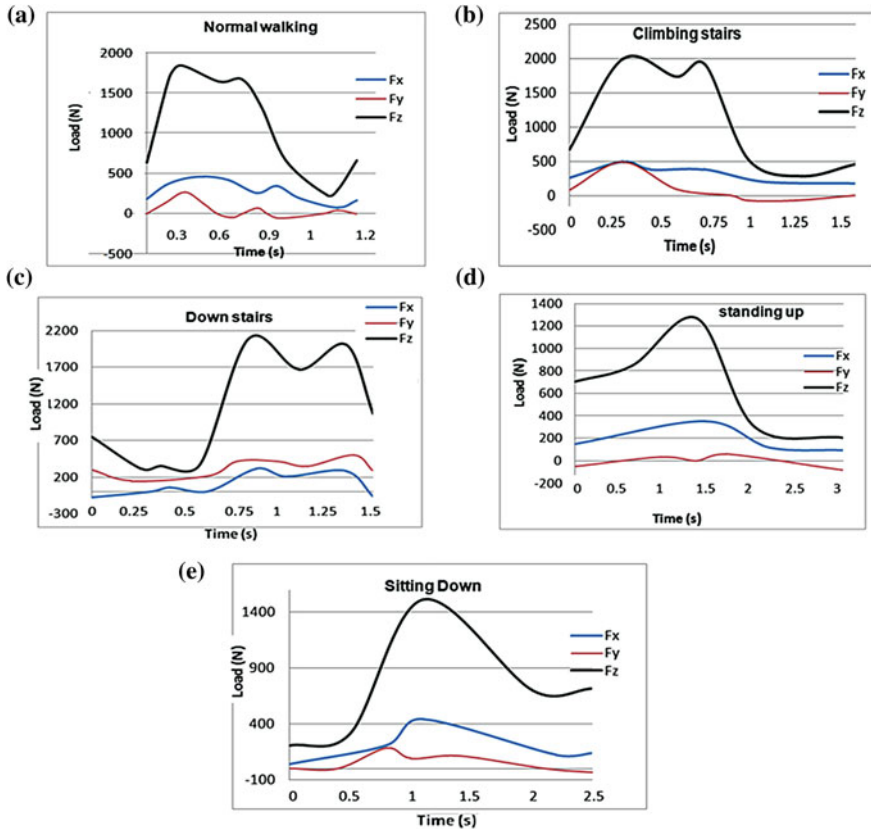 (a)
Normal walking
Load (N)
2000
1500
1000
500
0
-500
0.3 0.6 0.9 1 1.2
Time (s)
Fx
Fy
Fz
(b)
Climbing stairs
Load (N)
2500
2000
1500
1000
500
0
-500
0 0.25 0.5 0.75 1 1.25 1.5
Time (s)
Fx
Fy
Fz
(c)
Down stairs
Load (N)
2200
1700
1200
700
200
-300
0 0.25 0.5 0.75 1 1.25 1.5
Time (s)
Fx
Fy
Fz
(d)
standing up
Load (N)
1400
1200
1000
800
600
400
200
0
-200
0 0.5 1 1.5 2 2.5 3
Time (s)
Fx
Fy
Fz
(e)
Sitting Down
Load (N)
1400
900
400
-100
0 0.5 1 1.5 2 2.5
Time (s)
Fx
Fy
Fz